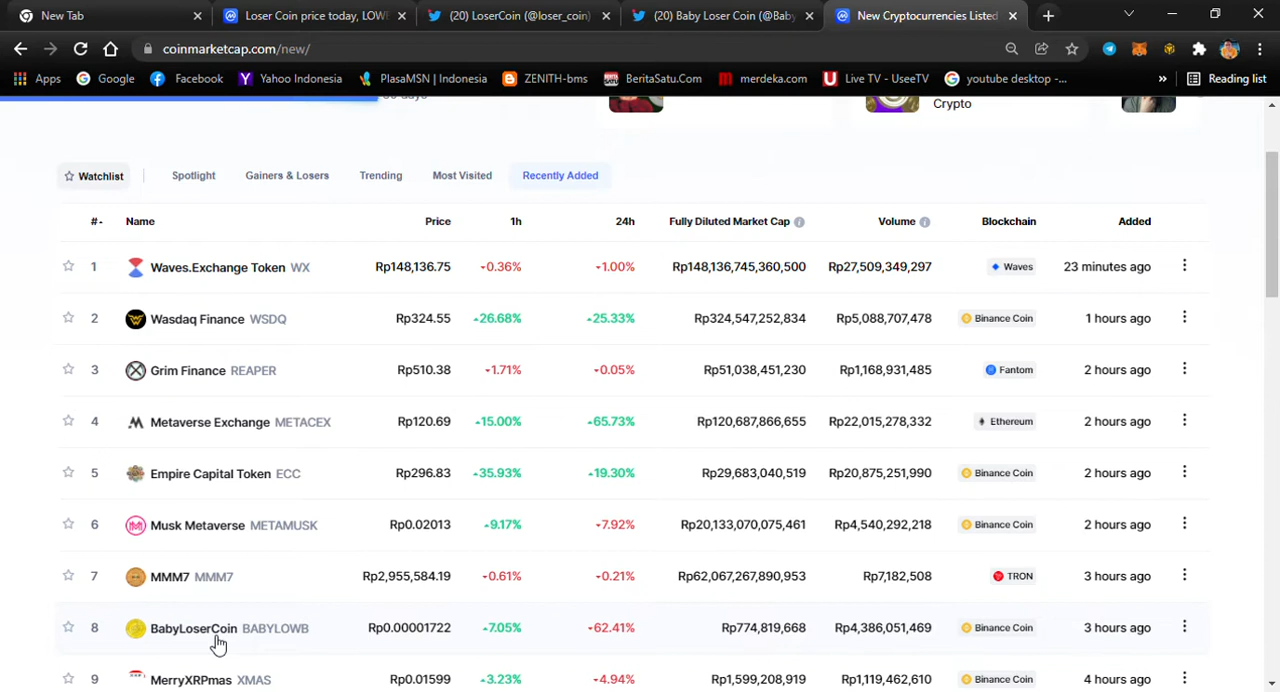 New Tab
Loser Coin price today, LOWB
(20) LoserCoin (@loser_coin)
(20) Baby Loser Coin (@Baby
New Cryptocurrencies Listed
coinmarketcap.com/new/
Apps Google Facebook Yahoo Indonesia PlasaMSN | Indonesia ZENITH-bms BeritaSatu.Com merdeka.com Live TV - UseeTV youtube desktop -... » Reading list
Crypto
Watchlist Spotlight Gainers & Losers Trending Most Visited Recently Added
# Name Price 1h 24h Fully Diluted Market Cap Volume Blockchain Added
1 Waves.Exchange Token WX Rp148,136.75 0.36% 1.00% Rp148,136,745,360,500 Rp27,509,349,297 Waves 23 minutes ago
2 Wasdaq Finance WSDQ Rp324.55 26.68% 25.33% Rp324,547,252,834 Rp5,088,707,478 Binance Coin 1 hours ago
3 Grim Finance REAPER Rp510.38 1.71% 0.05% Rp51,038,451,230 Rp1,168,931,485 Fantom 2 hours ago
4 Metaverse Exchange METACEX Rp120.69 15.00% 65.73% Rp120,687,866,655 Rp22,015,278,332 Ethereum 2 hours ago
5 Empire Capital Token ECC Rp296.83 35.93% 19.30% Rp29,683,040,519 Rp20,875,251,990 Binance Coin 2 hours ago
6 Musk Metaverse METAMUSK Rp0.02013 9.17% 7.92% Rp20,133,070,075,461 Rp4,540,292,218 Binance Coin 2 hours ago
7 MMM7 MMM7 Rp2,955,584.19 0.61% 0.21% Rp62,067,267,890,953 Rp7,182,508 TRON 3 hours ago
8 BabyLoserCoin BABYLOWB Rp0.00001722 7.05% 62.41% Rp774,819,668 Rp4,386,051,469 Binance Coin 3 hours ago
9 MerryXRPmas XMAS Rp0.01599 3.23% 4.94% Rp1,599,208,919 Rp1,119,462,610 Binance Coin 4 hours ago